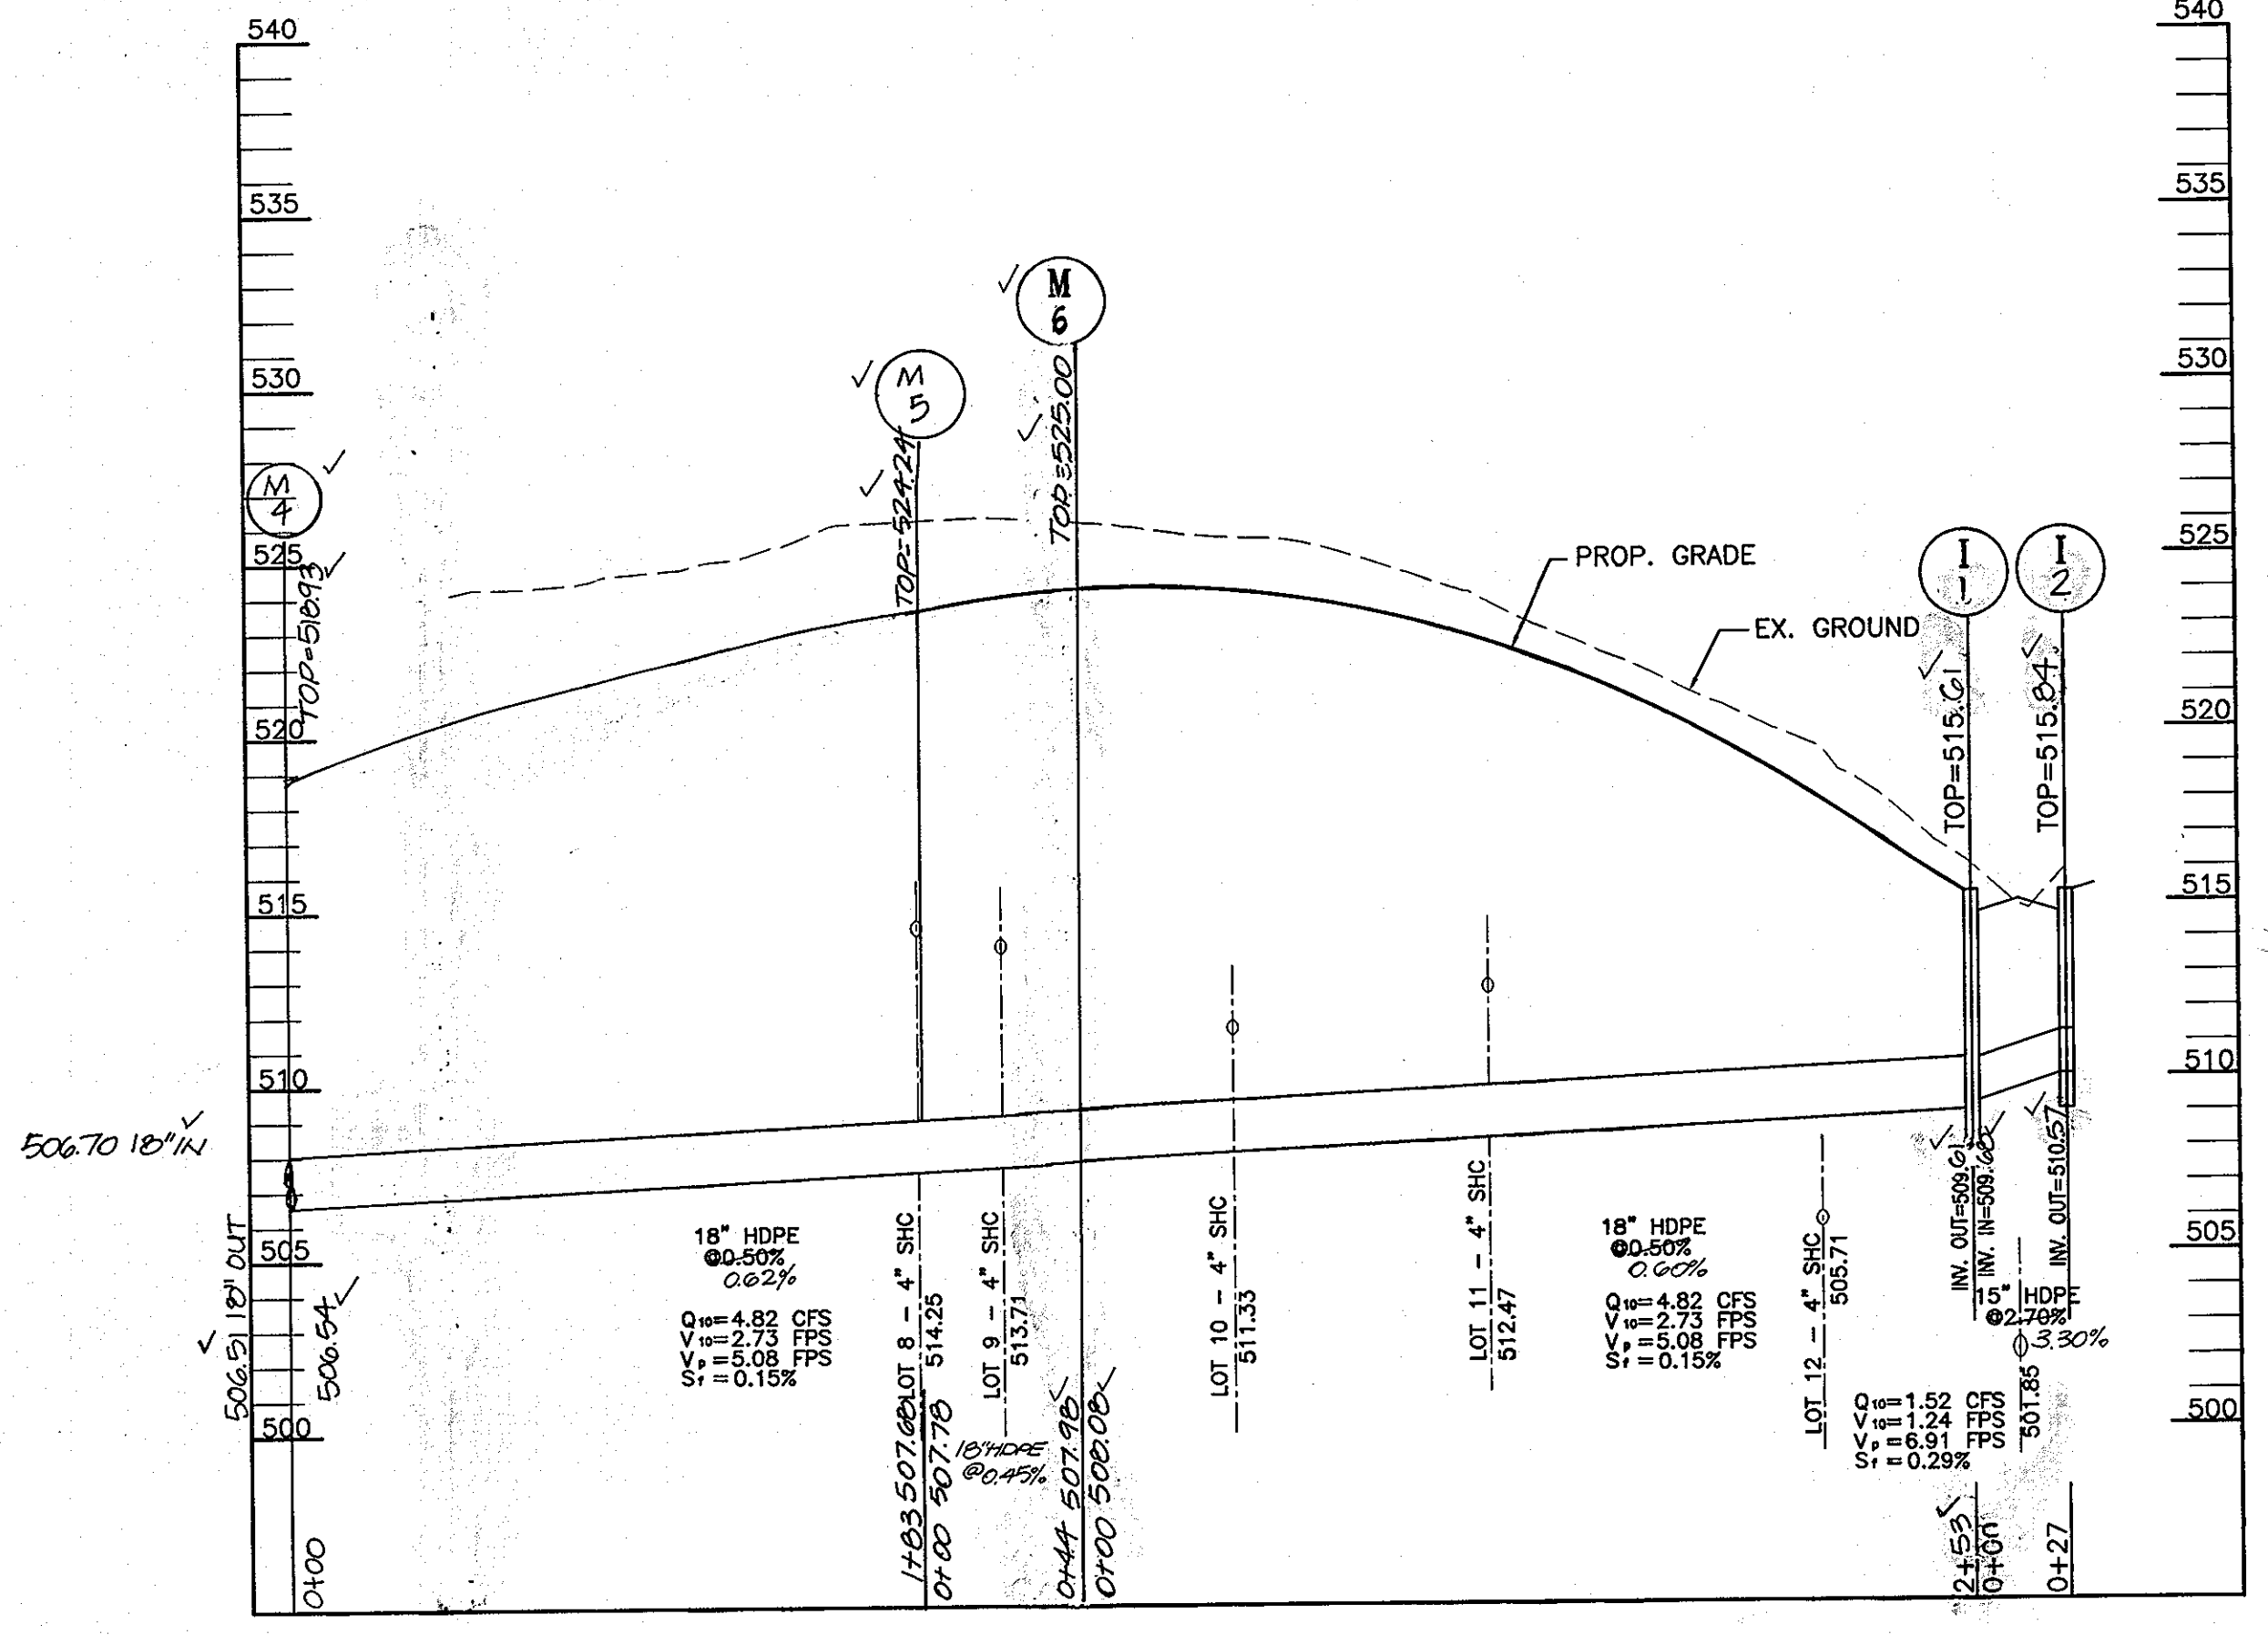 540
535
530
525
520
515
510
505
500
540
535
530
525
520
515
510
505
500
M
4
TOP=518.93
M
5
TOP=524.24
M
6
TOP=525.00
PROP. GRADE
EX. GROUND
I
1
TOP=515.61
I
2
TOP=515.84
506.70 18" IN
506.51 18" OUT
506.54
0+00
18" HDPE
@0.50%
0.62%
Q10=4.82 CFS
V10=2.73 FPS
Vp=5.08 FPS
Sf=0.15%
LOT 8 - 4" SHC
514.25
1+83 507.68
0+00 507.78
LOT 9 - 4" SHC
513.71
18" HDPE
@0.45%
0+44 507.98
0+00 508.08
LOT 10 - 4" SHC
511.33
LOT 11 - 4" SHC
512.47
18" HDPE
@0.50%
0.60%
Q10=4.82 CFS
V10=2.73 FPS
Vp=5.08 FPS
Sf=0.15%
LOT 12 - 4" SHC
505.71
INV. OUT=509.61
INV. IN=509.68
INV. OUT=510.57
15" HDPE
@2.70%
3.30%
501.85
Q10=1.52 CFS
V10=1.24 FPS
Vp=6.91 FPS
Sf=0.29%
2+53
0+00
0+27